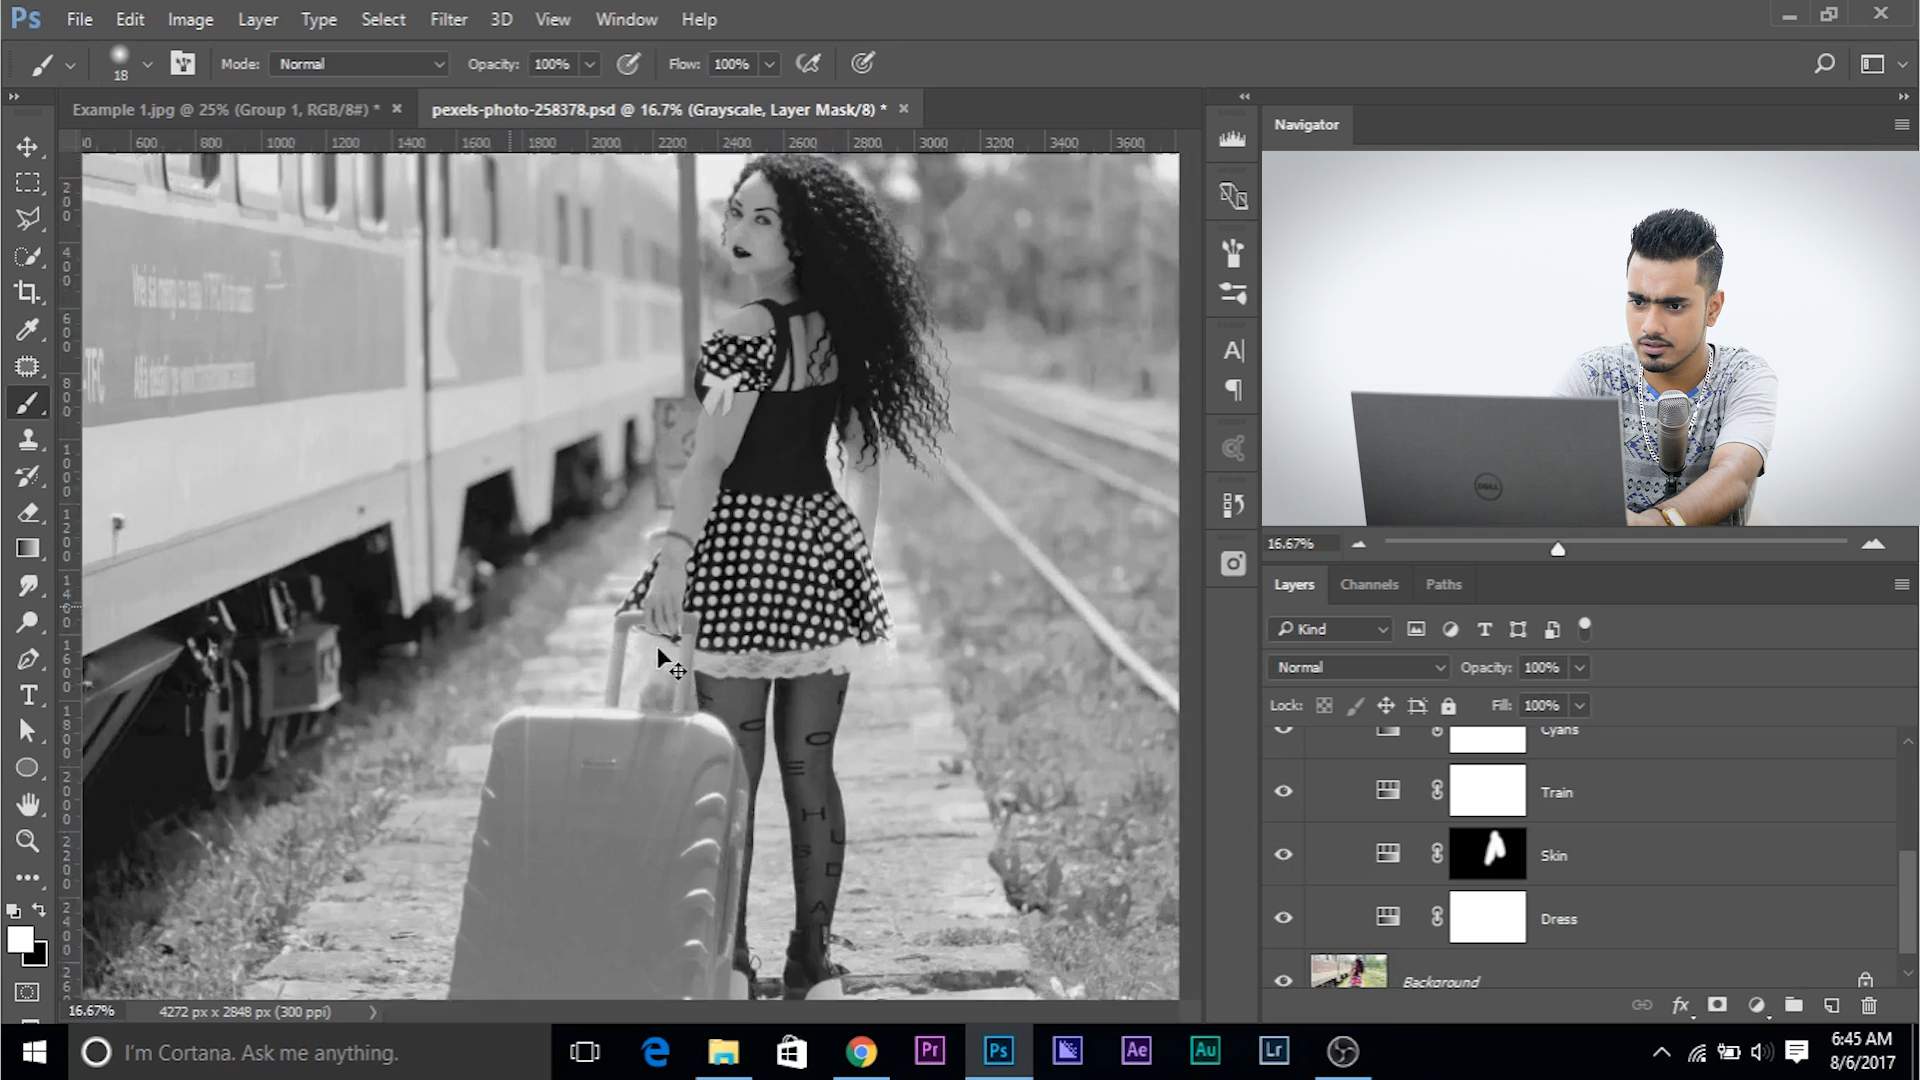 Ps File Edit Image Layer Type Select Filter 3D View Window Help
18 Mode: Normal Opacity: 100% Flow: 100%
Example 1.jpg @ 25% (Group 1, RGB/8#) * × pexels-photo-258378.psd @ 16.7% (Grayscale, Layer Mask/8) * ×
600 800 1000 1200 1400 1600 1800 2000 2200 2400 2600 2800 3000 3200 3400 3600
Navigator
DELL
16.67%
Layers Channels Paths
Kind
Normal Opacity: 100%
Lock: Fill: 100%
Cyans
Train
Skin
Dress
Background
fx
16.67% 4272 px x 2848 px (300 ppi)
I'm Cortana. Ask me anything.
Pr Ps Ae Au Lr
6:45 AM
8/6/2017